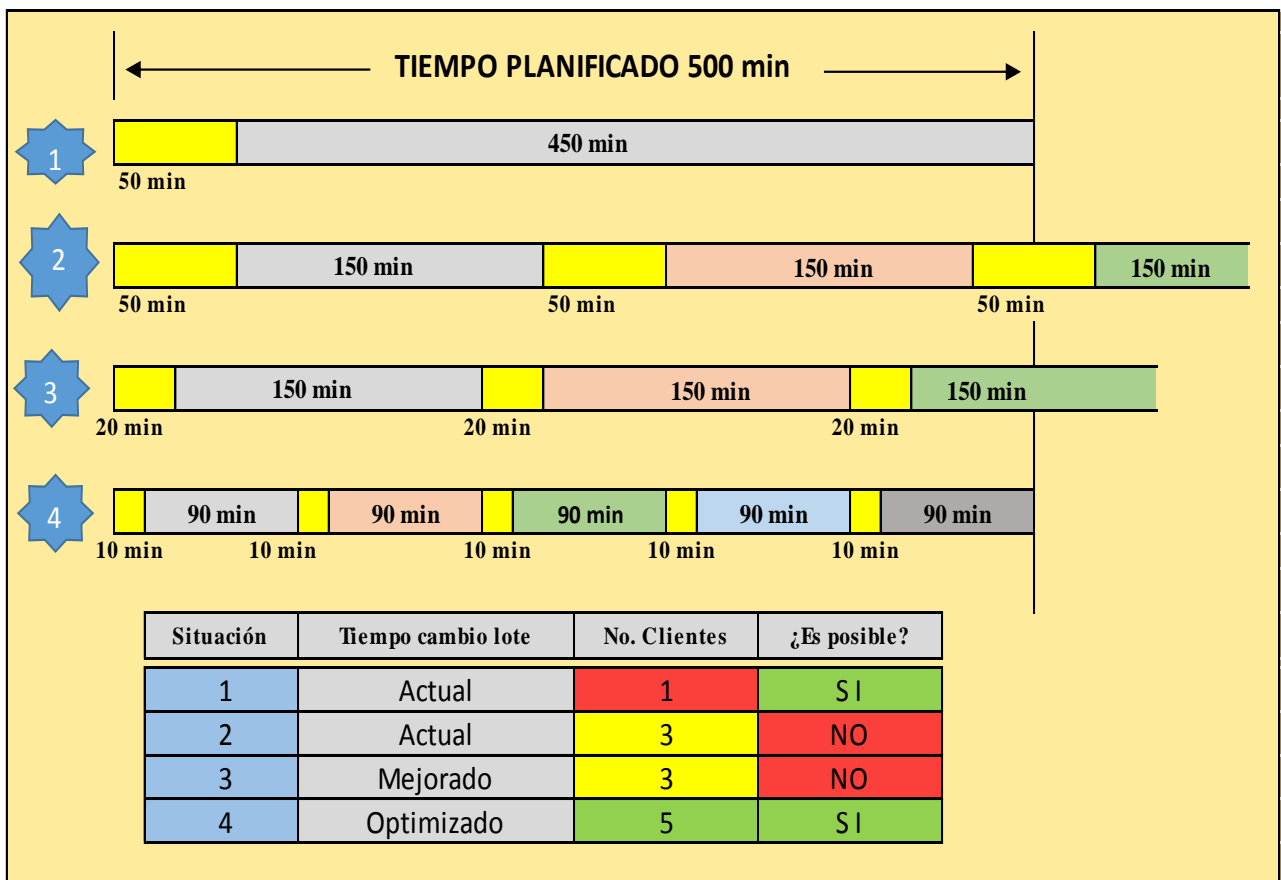 TIEMPO PLANIFICADO 500 min
1
450 min
50 min
2
150 min 150 min 150 min
50 min 50 min 50 min
3
150 min 150 min 150 min
20 min 20 min 20 min
4
90 min 90 min 90 min 90 min 90 min
10 min 10 min 10 min 10 min 10 min
Situación Tiempo cambio lote No. Clientes ¿Es posible?
1 Actual 1 S I
2 Actual 3 NO
3 Mejorado 3 NO
4 Optimizado 5 S I